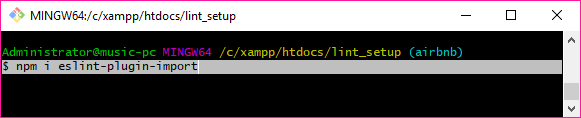 MINGW64:/c/xampp/htdocs/lint_setup
Administrator@music-pc MINGW64 /c/xampp/htdocs/lint_setup (airbnb)
$ npm i eslint-plugin-import